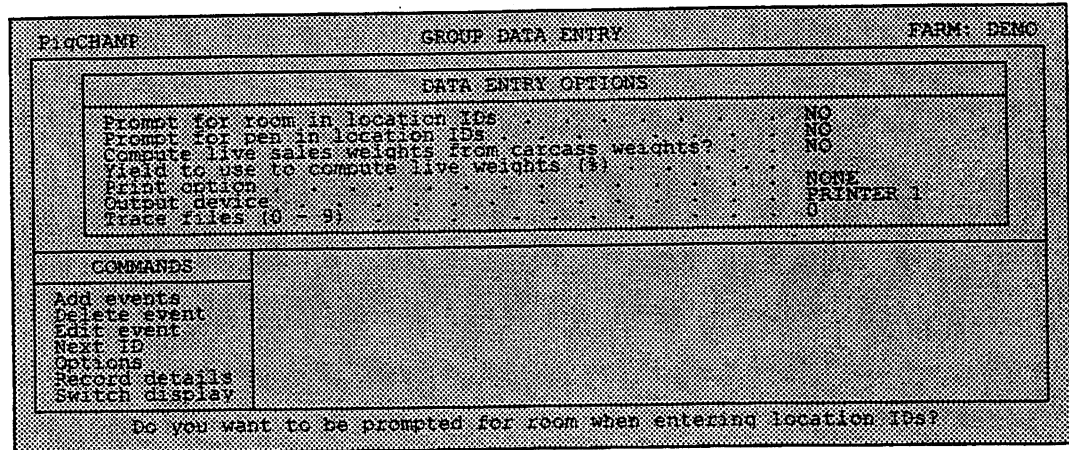 PigCHAMP GROUP DATA ENTRY FARM: DEMO
DATA ENTRY OPTIONS
Prompt for room in location IDs . . . . . . . . . . . NO
Prompt for pen in location IDs . . . . . . . . . . . NO
Compute live sales weights from carcass weights? . . NO
Yield to use to compute live weights (%) . . . . . .
Print option . . . . . . . . . . . . . . . . . . . . NONE
Output device . . . . . . . . . . . . . . . . . . . PRINTER 1
Trace files (0 - 9) . . . . . . . . . . . . . . . . 0
COMMANDS
Add events
Delete event
Edit event
Next ID
Options
Record details
Switch display
Do you want to be prompted for room when entering location IDs?